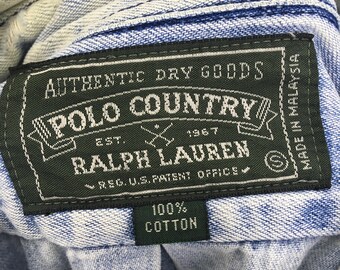 AUTHENTIC DRY GOODS
POLO COUNTRY
EST. 1967
RALPH LAUREN
REG. U.S. PATENT OFFICE
S
MADE IN MALAYSIA
100%
COTTON